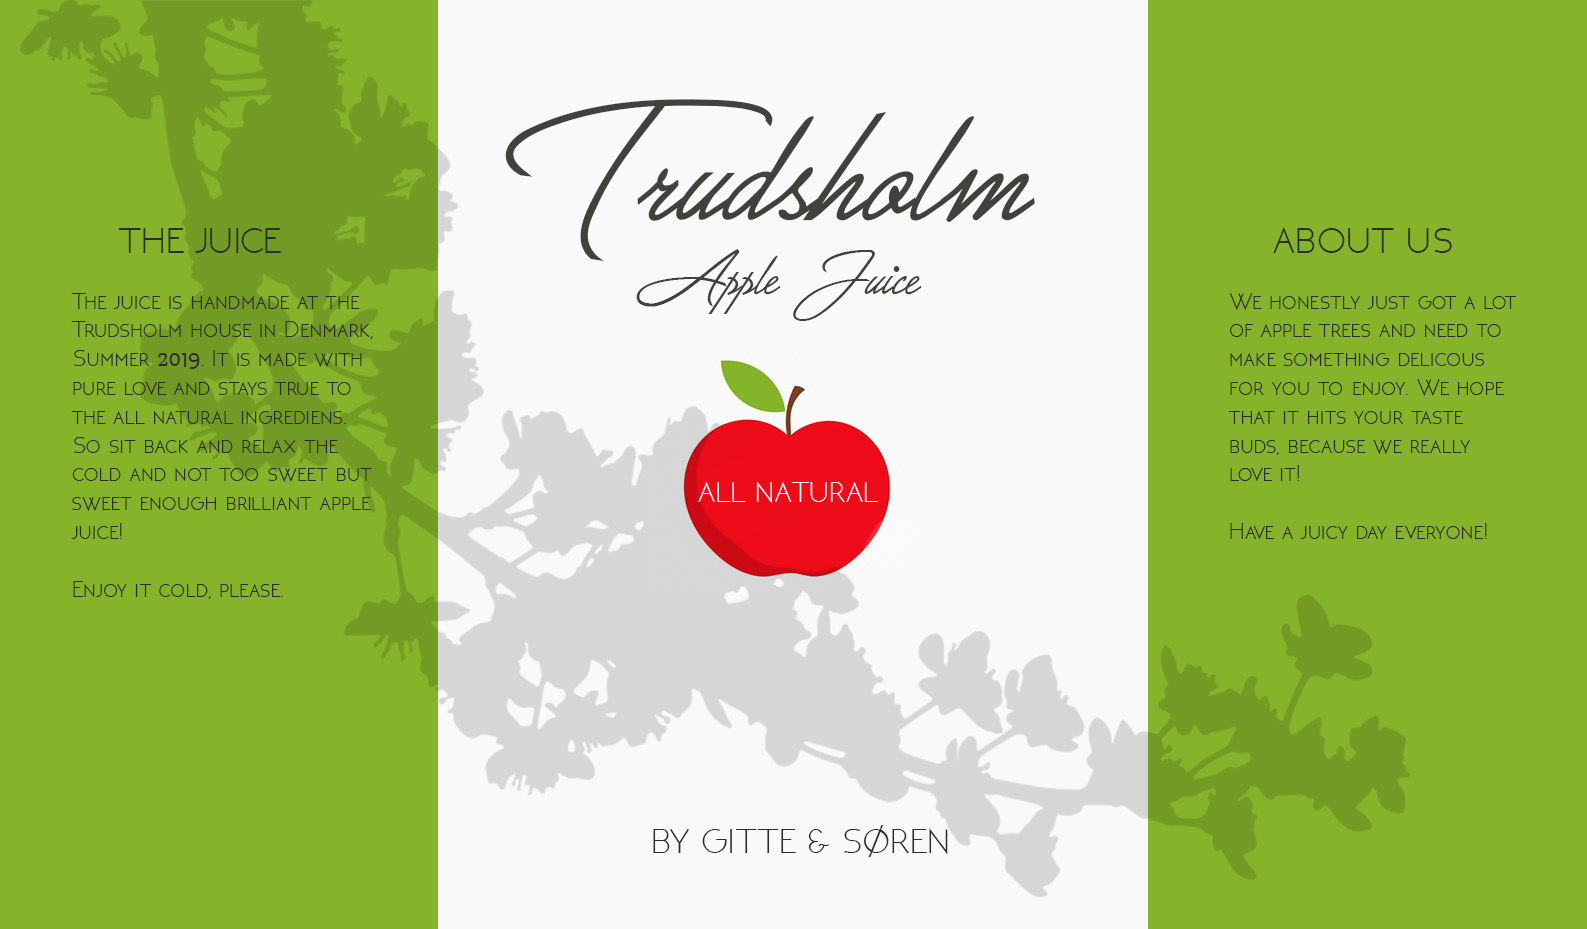 THE JUICE
THE JUICE IS HANDMADE AT THE
TRUDSHOLM HOUSE IN DENMARK,
SUMMER 2019. IT IS MADE WITH
PURE LOVE AND STAYS TRUE TO
THE ALL NATURAL INGREDIENS.
SO SIT BACK AND RELAX THE
COLD AND NOT TOO SWEET BUT
SWEET ENOUGH BRILLIANT APPLE
JUICE!
ENJOY IT COLD, PLEASE.
Trudsholm
Apple Juice
ALL NATURAL
BY GITTE & SØREN
ABOUT US
WE HONESTLY JUST GOT A LOT
OF APPLE TREES AND NEED TO
MAKE SOMETHING DELICOUS
FOR YOU TO ENJOY. WE HOPE
THAT IT HITS YOUR TASTE
BUDS, BECAUSE WE REALLY
LOVE IT!
HAVE A JUICY DAY EVERYONE!